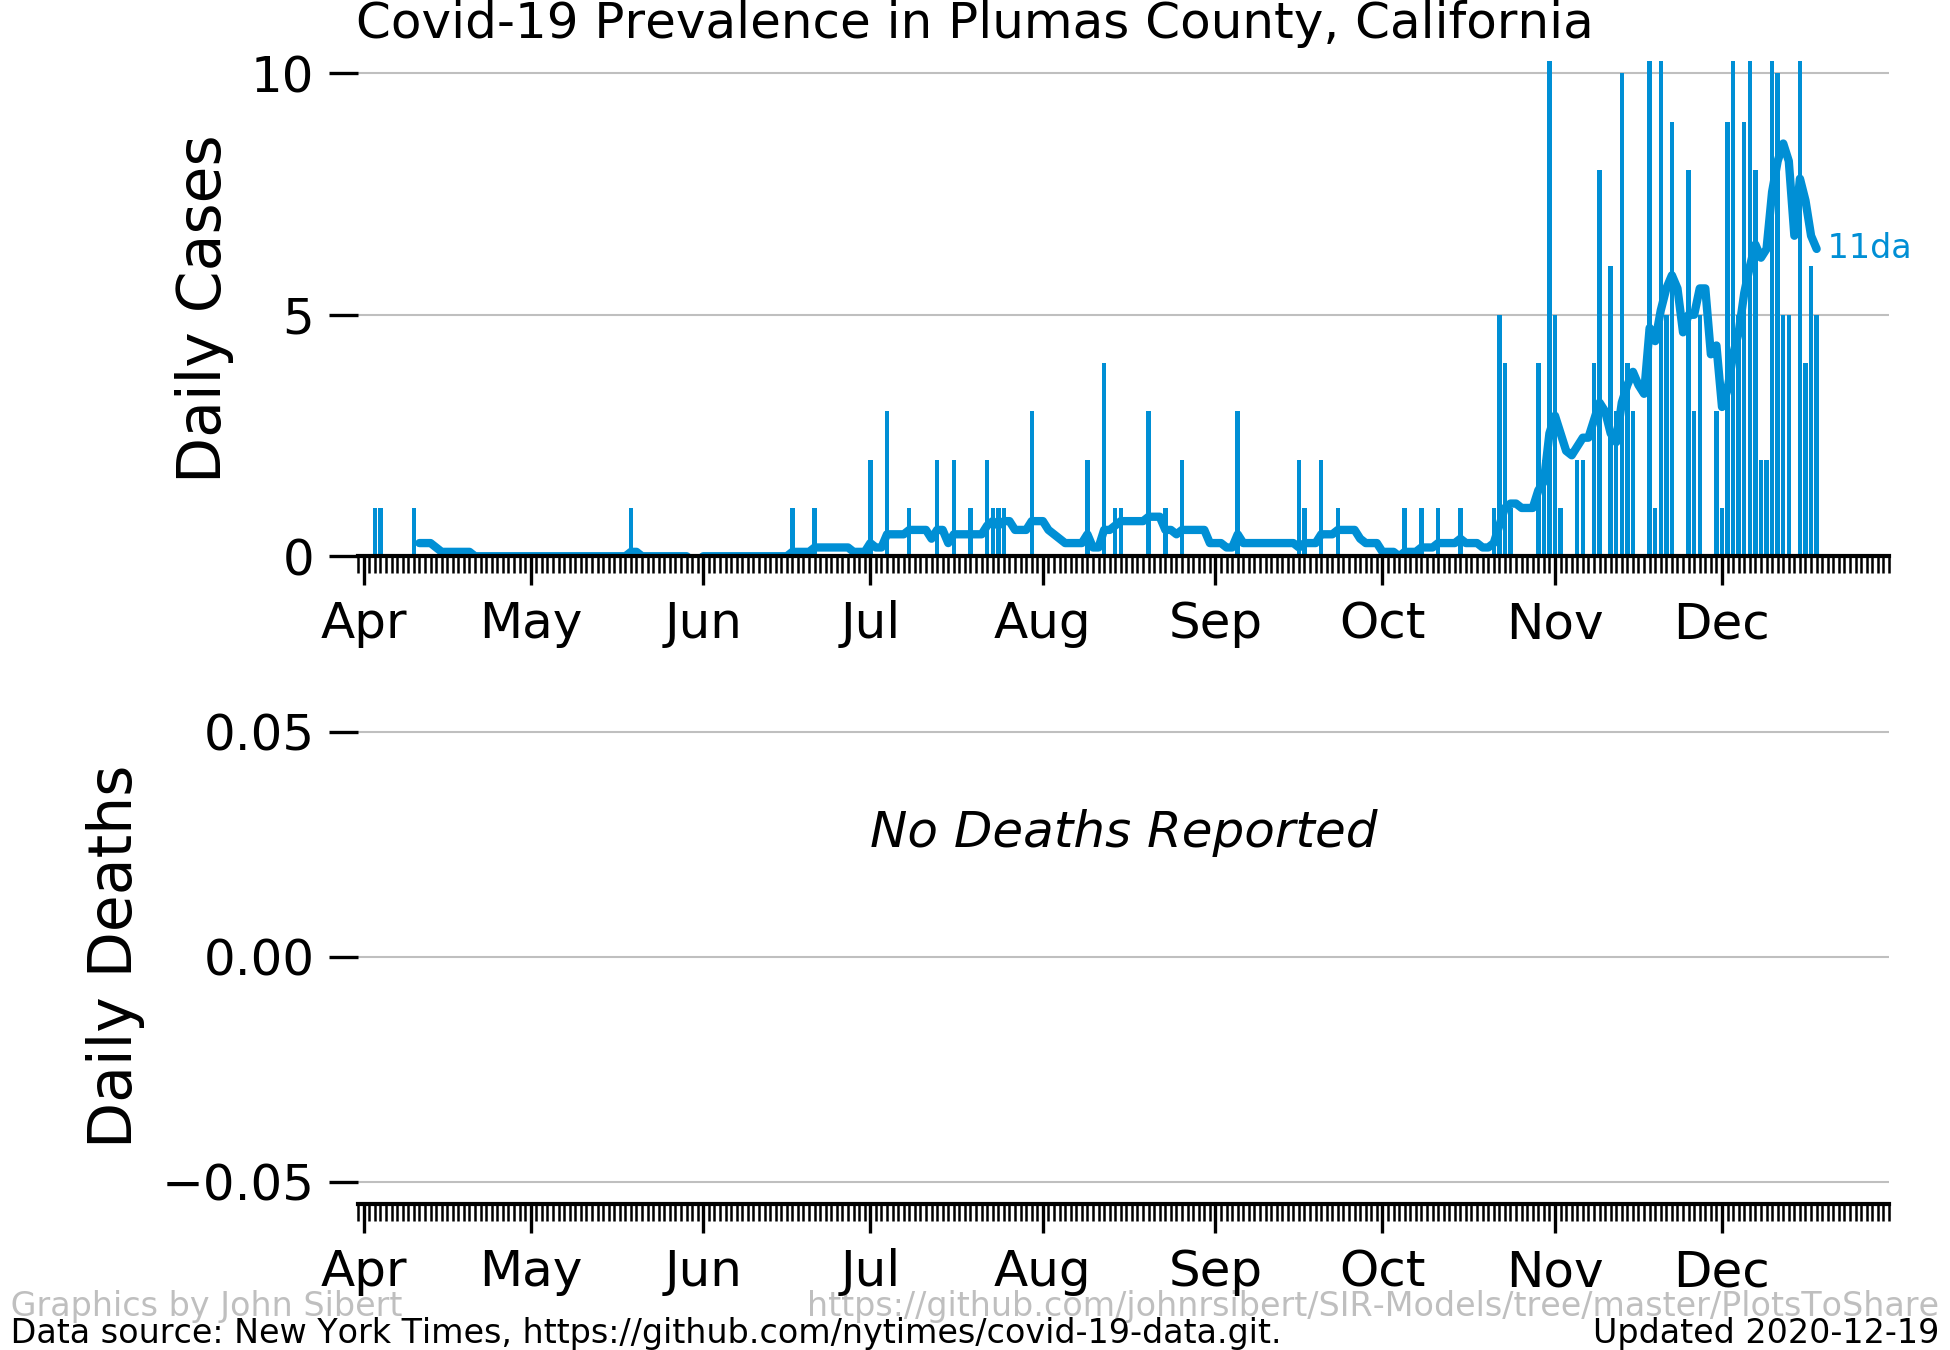 Covid-19 Prevalence in Plumas County, California
10
5
0
Daily Cases
11da
Apr May Jun Jul Aug Sep Oct Nov Dec
0.05
0.00
−0.05
Daily Deaths
No Deaths Reported
Apr May Jun Jul Aug Sep Oct Nov Dec
Graphics by John Sibert https://github.com/johnrsibert/SIR-Models/tree/master/PlotsToShare
Data source: New York Times, https://github.com/nytimes/covid-19-data.git. Updated 2020-12-19